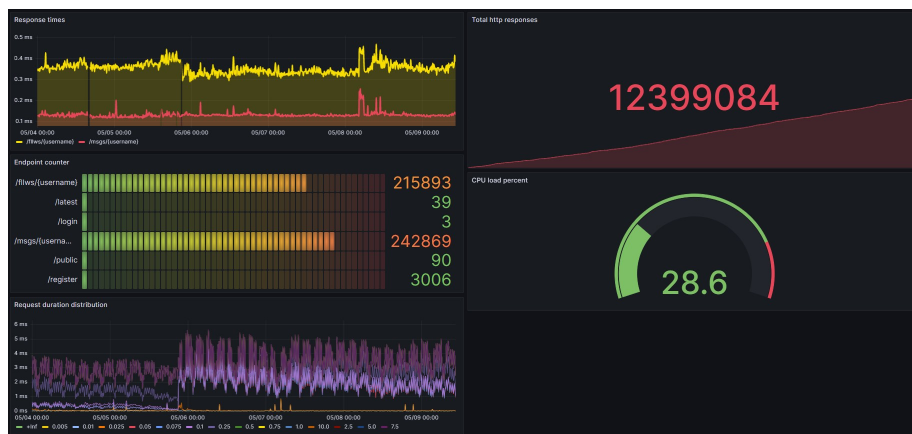 Response times
0.5 ms
0.4 ms
0.3 ms
0.2 ms
0.1 ms
05/04 00:00 05/05 00:00 05/06 00:00 05/07 00:00 05/08 00:00 05/09 00:00
/fllws/{username} /msgs/{username}
Total http responses
12399084
Endpoint counter
/fllws/{username} 215893
/latest 39
/login 3
/msgs/{userna... 242869
/public 90
/register 3006
CPU load percent
28.6
Request duration distribution
6 ms
5 ms
4 ms
3 ms
2 ms
1 ms
0 ms
05/04 00:00 05/05 00:00 05/06 00:00 05/07 00:00 05/08 00:00 05/09 00:00
+Inf 0.005 0.01 0.025 0.05 0.075 0.1 0.25 0.5 0.75 1.0 10.0 2.5 5.0 7.5